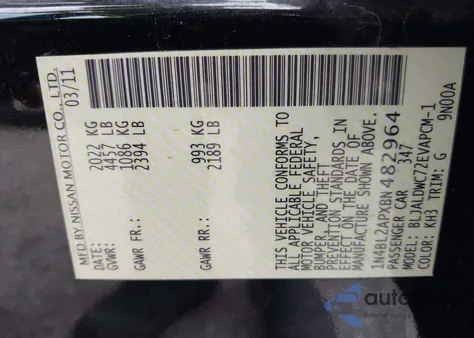 MFD BY NISSAN MOTOR CO., LTD.
DATE: 03/11
GVWR: 2022 KG
4457 LB
GAWR FR: 1086 KG
2394 LB
GAWR RR: 993 KG
2189 LB
THIS VEHICLE CONFORMS TO
ALL APPLICABLE FEDERAL
MOTOR VEHICLE SAFETY,
BUMPER, AND THEFT
PREVENTION STANDARDS IN
EFFECT ON THE DATE OF
MANUFACTURE SHOWN ABOVE.
1N4BL2APXBN482964
PASSENGER CAR 347
MODEL: BLJALDWC72EVAPCM-1
COLOR: KH3 TRIM: G 9N00A